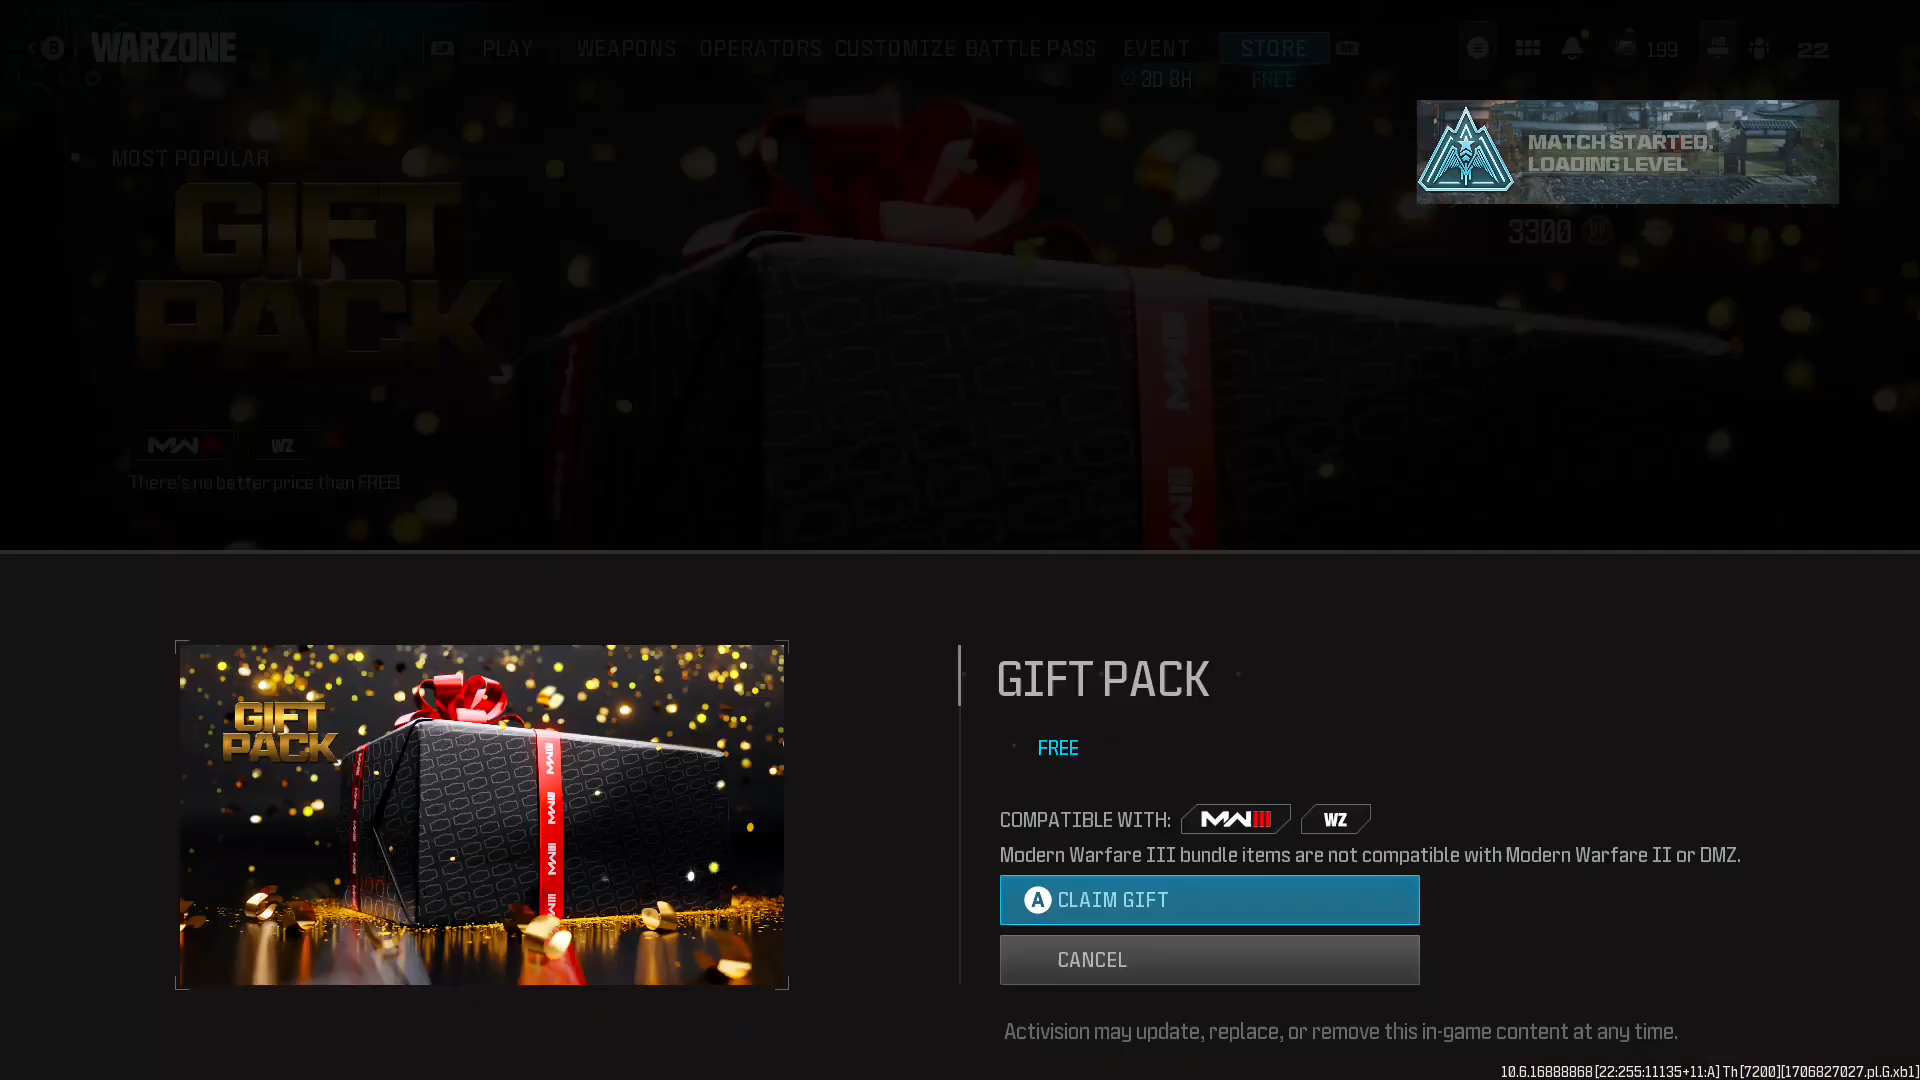 WARZONE
PLAY
WEAPONS
OPERATORS
CUSTOMIZE
BATTLE PASS
EVENT
STORE
199
22
3D 8H
FREE
MATCH STARTED.
LOADING LEVEL
MOST POPULAR
GIFT
PACK
3300
MWIII
WZ
There's no better price than FREE!
GIFT
PACK
GIFT PACK
FREE
COMPATIBLE WITH: MWIII WZ
Modern Warfare III bundle items are not compatible with Modern Warfare II or DMZ.
A CLAIM GIFT
CANCEL
Activision may update, replace, or remove this in-game content at any time.
10.6.16888868 [22:255:11135+11:A] Th [7200][1706827027.pl.G.xb1]